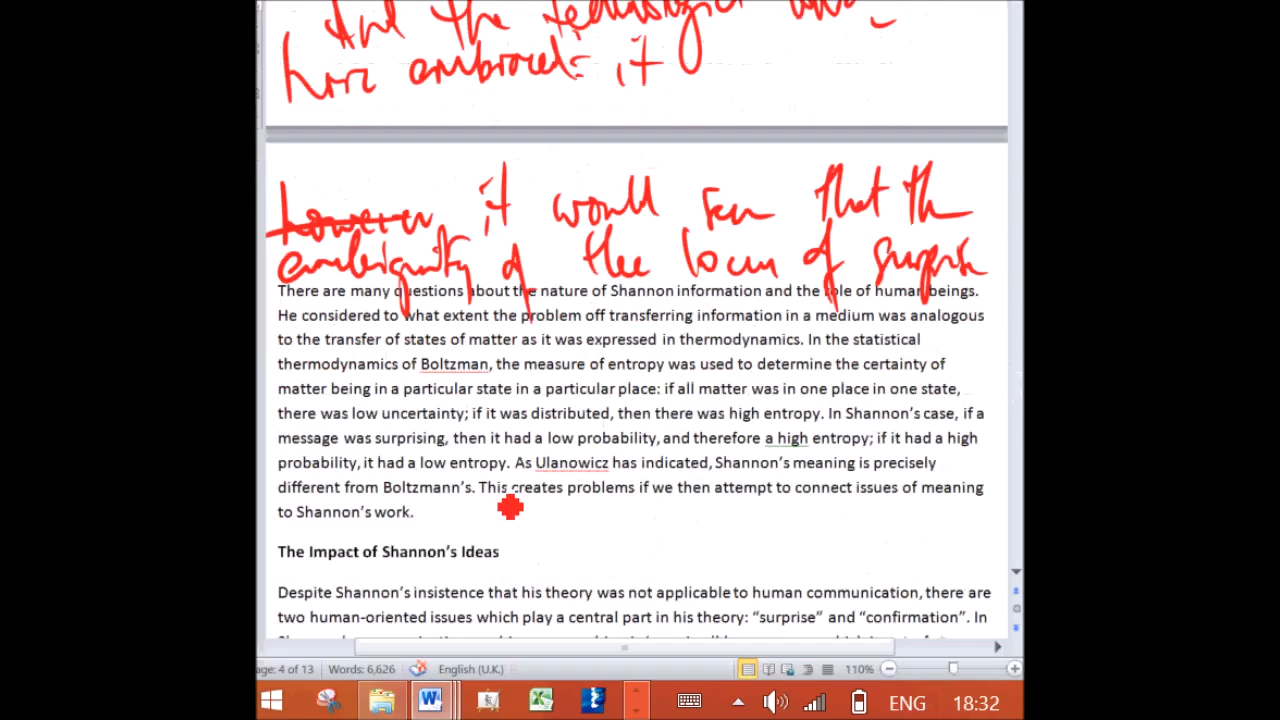 And the
have embraced it
however it would seem that the
ambiguity of the locus of surprise
There are many questions about the nature of Shannon information and the role of human beings.
He considered to what extent the problem off transferring information in a medium was analogous
to the transfer of states of matter as it was expressed in thermodynamics. In the statistical
thermodynamics of Boltzman, the measure of entropy was used to determine the certainty of
matter being in a particular state in a particular place: if all matter was in one place in one state,
there was low uncertainty; if it was distributed, then there was high entropy. In Shannon's case, if a
message was surprising, then it had a low probability, and therefore a high entropy; if it had a high
probability, it had a low entropy. As Ulanowicz has indicated, Shannon's meaning is precisely
different from Boltzmann's. This creates problems if we then attempt to connect issues of meaning
to Shannon's work.
The Impact of Shannon's Ideas
Despite Shannon's insistence that his theory was not applicable to human communication, there are
two human-oriented issues which play a central part in his theory: "surprise" and "confirmation". In
age: 4 of 13 Words: 6,626 English (U.K.) 110%
ENG 18:32